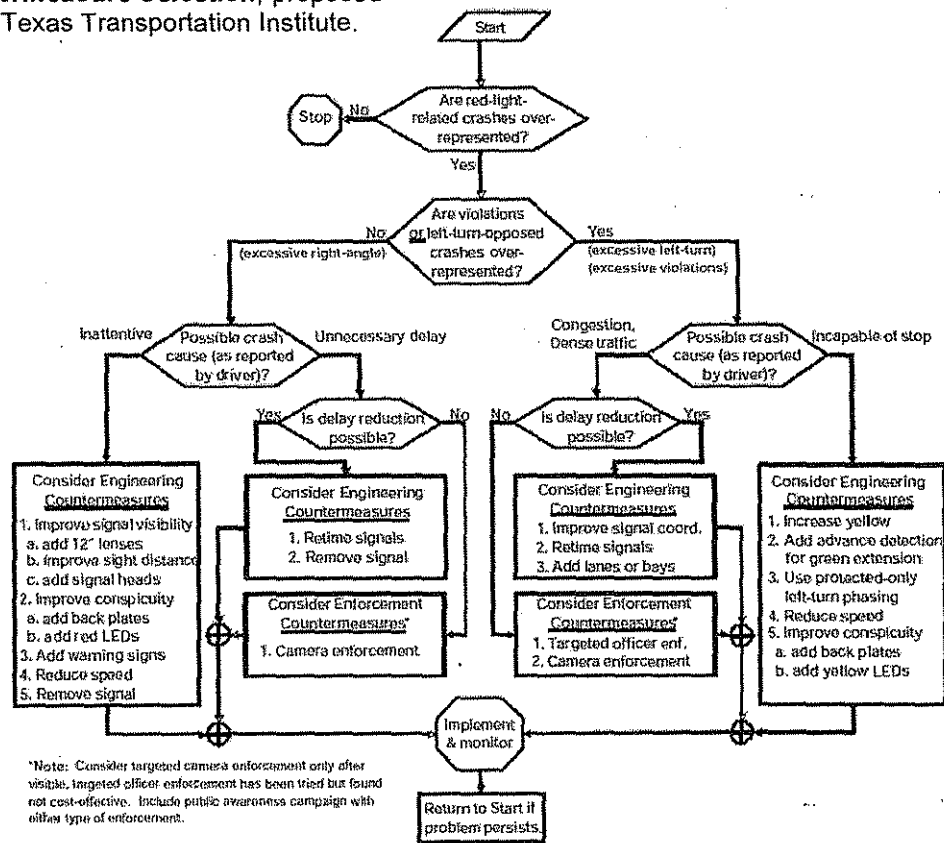 Selection, proposed
Texas Transportation Institute.
Start
Are red-light-
related crashes over-
represented?
No
Stop
Yes
Are violations
or left-turn-opposed
crashes over-
represented?
No
(excessive right-angle)
Yes
(excessive left-turn)
(excessive violations)
Inattentive
Possible crash
cause (as reported
by driver)?
Unnecessary delay
Congestion,
Dense traffic
Possible crash
cause (as reported
by driver)?
Incapable of stop
Yes
Is delay reduction
possible?
No
No
Is delay reduction
possible?
Yes
Consider Engineering
Countermeasures
1. Improve signal visibility
a. add 12" lenses
b. improve sight distance
c. add signal heads
2. Improve conspicuity
a. add back plates
b. add red LEDs
3. Add warning signs
4. Reduce speed
5. Remove signal
Consider Engineering
Countermeasures
1. Retime signals
2. Remove signal
Consider Enforcement
Countermeasures*
1. Camera enforcement
Consider Engineering
Countermeasures
1. Improve signal coord.
2. Retime signals
3. Add lanes or bays
Consider Enforcement
Countermeasures*
1. Targeted officer enf.
2. Camera enforcement
Consider Engineering
Countermeasures
1. Increase yellow
2. Add advance detection
for green extension
3. Use protected-only
left-turn phasing
4. Reduce speed
5. Improve conspicuity
a. add back plates
b. add yellow LEDs
Implement
& monitor
Return to Start if
problem persists.
*Note: Consider targeted camera enforcement only after
visible, targeted officer enforcement has been tried but found
not cost-effective. Include public awareness campaign with
either type of enforcement.